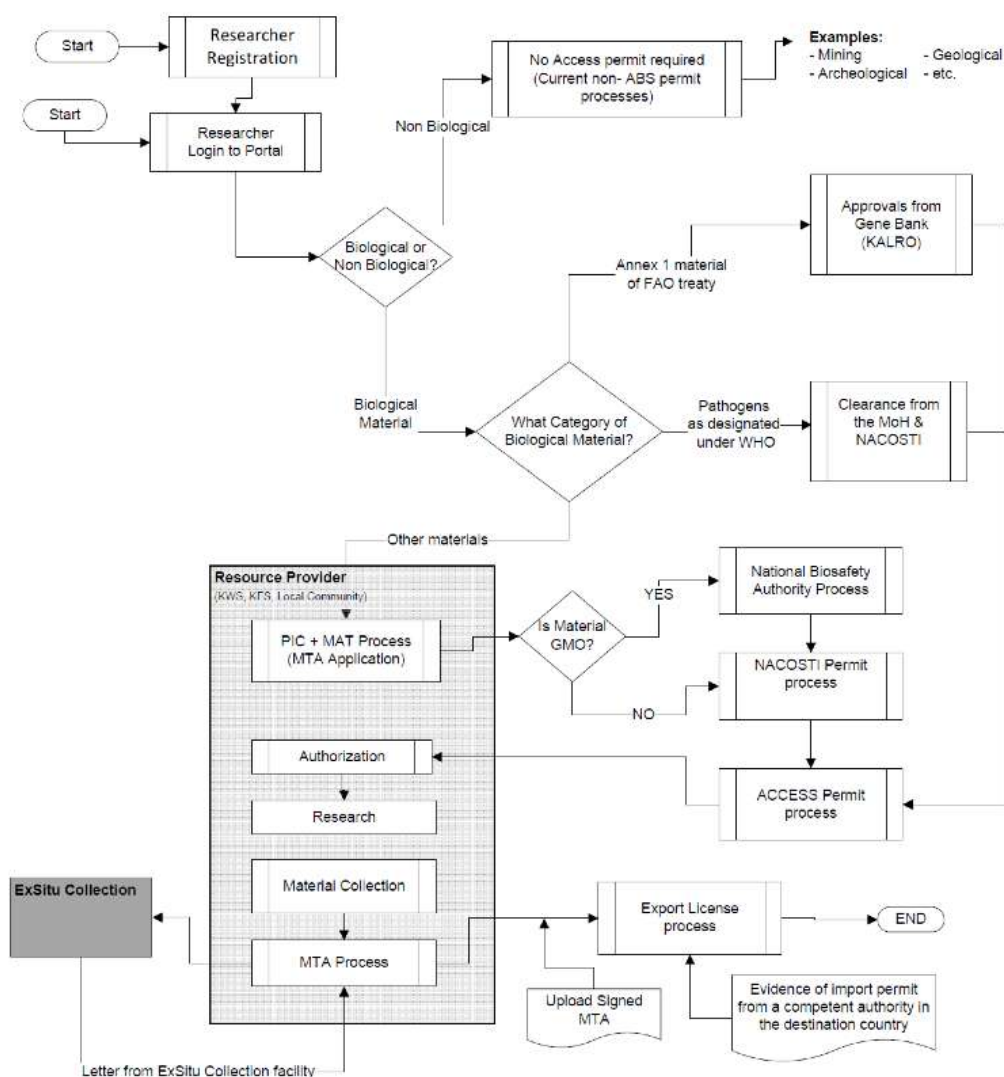 Start
Researcher
Registration
Start
Researcher
Login to Portal
No Access permit required
(Current non- ABS permit
processes)
Examples:
- Mining - Geological
- Archeological - etc.
Non Biological
Biological or
Non Biological?
Approvals from
Gene Bank
(KALRO)
Annex 1 material
of FAO treaty
Biological
Material
What Category of
Biological Material?
Pathogens
as designated
under WHO
Clearance from
the MoH &
NACOSTI
Other materials
Resource Provider
(KWS, KFS, Local Community)
PIC + MAT Process
(MTA Application)
Is Material
GMO?
YES
NO
National Biosafety
Authority Process
NACOSTI Permit
process
ACCESS Permit
process
Authorization
Research
Material Collection
MTA Process
ExSitu Collection
Export License
process
END
Upload Signed
MTA
Evidence of import permit
from a competent authority in
the destination country
Letter from ExSitu Collection facility